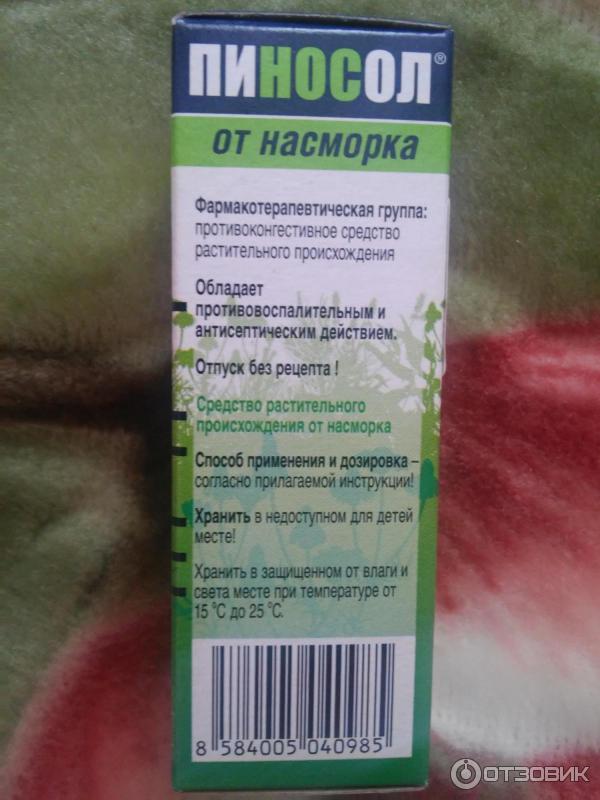 ПИНОСОЛ®
от насморка
Фармакотерапевтическая группа:
противоконгестивное средство
растительного происхождения
Обладает
противовоспалительным и
антисептическим действием.
Отпуск без рецепта !
Средство растительного
происхождения от насморка
Способ применения и дозировка –
согласно прилагаемой инструкции!
Хранить в недоступном для детей
месте!
Хранить в защищенном от влаги и
света месте при температуре от
15 °С до 25 °С.
8 584005 040985
ОТЗОВИК